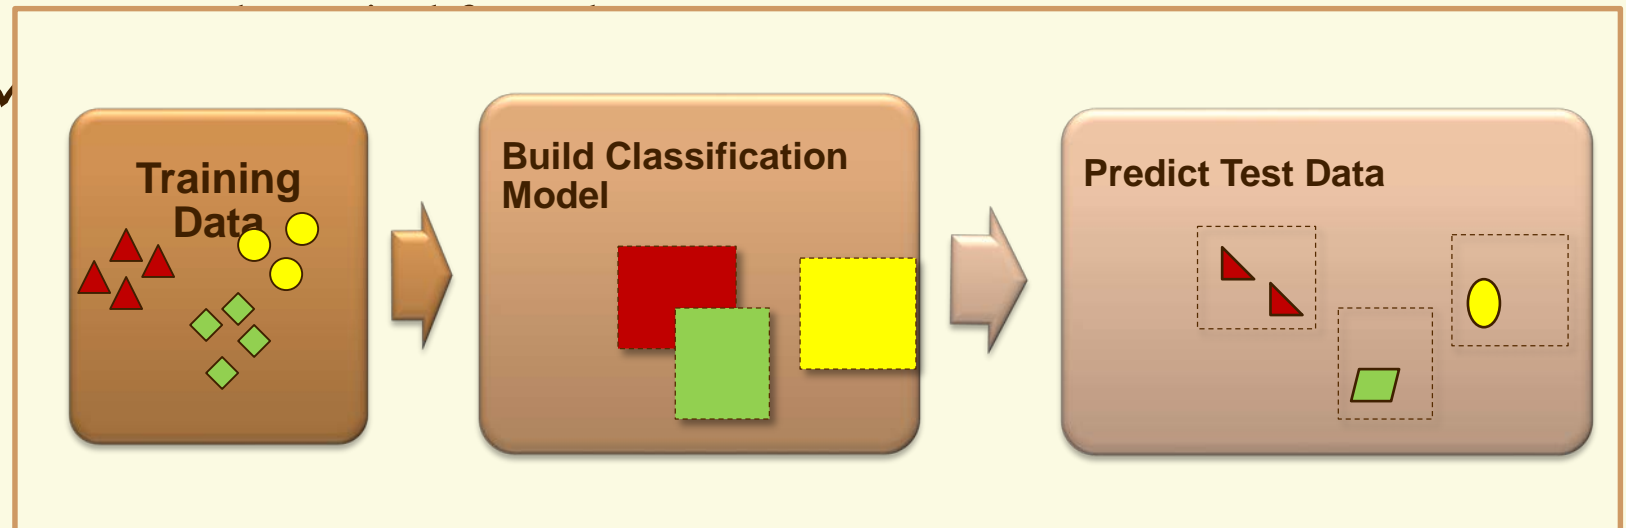 Training
Data
Build Classification
Model
Predict Test Data